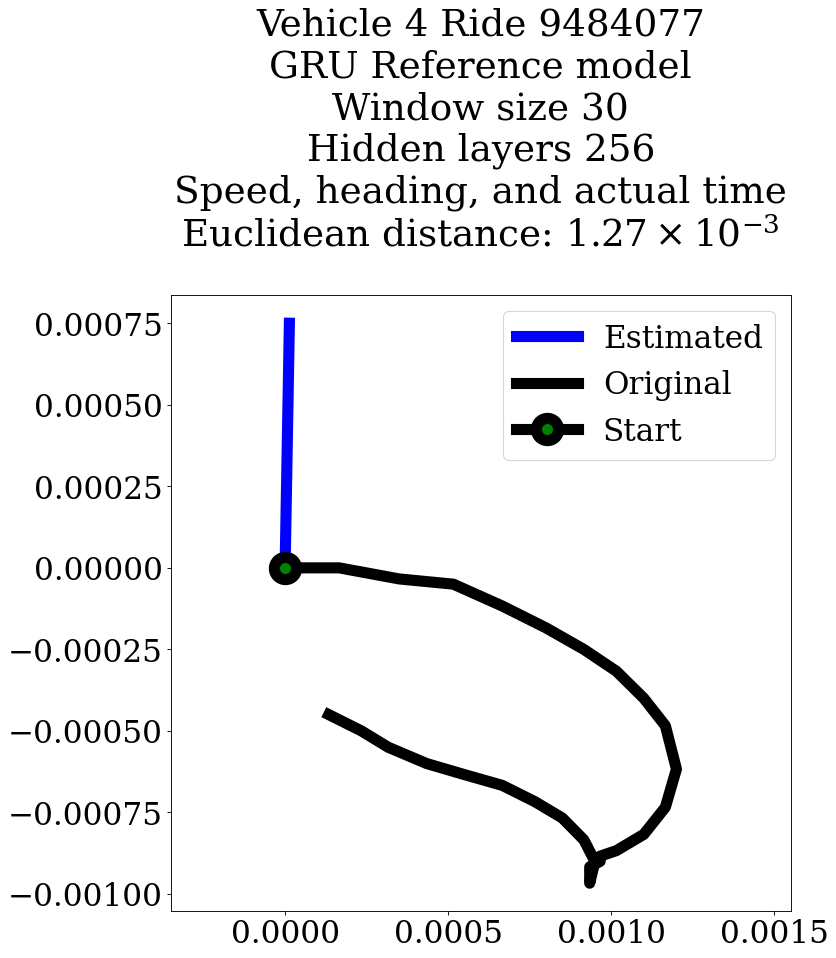 Vehicle 4 Ride 9484077
GRU Reference model
Window size 30
Hidden layers 256
Speed, heading, and actual time
Euclidean distance: 1.27 × 10⁻³
Estimated
Original
Start
0.00075
0.00050
0.00025
0.00000
−0.00025
−0.00050
−0.00075
−0.00100
0.0000 0.0005 0.0010 0.0015